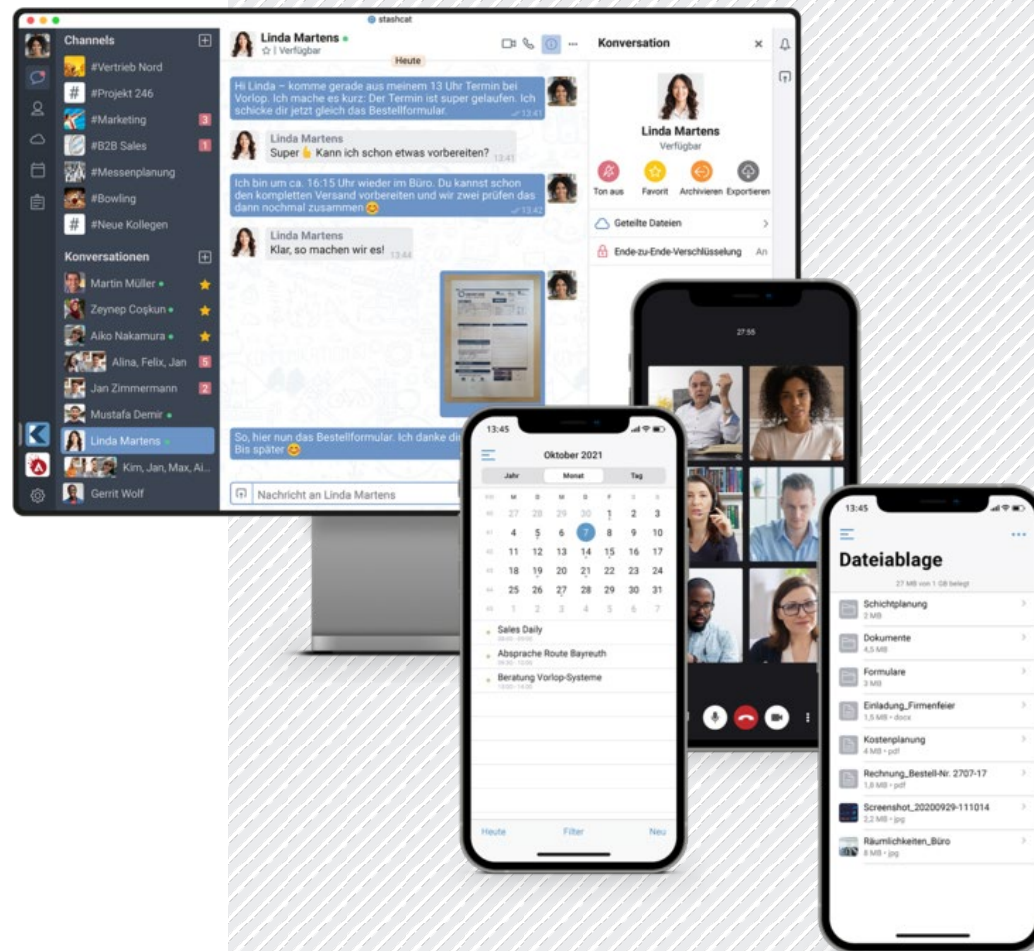 stashcat
Channels
#Vertrieb Nord
#Projekt 246
#Marketing 3
#B2B Sales 1
#Messenplanung
#Bowling
#Neue Kollegen
Konversationen
Martin Müller
Zeynep Coşkun
Aiko Nakamura
Alina, Felix, Jan 5
Jan Zimmermann 2
Mustafa Demir
Linda Martens
Kim, Jan, Max, Ai...
Gerrit Wolf
Linda Martens
Verfügbar
Heute
Hi Linda – komme gerade aus meinem 13 Uhr Termin bei
Vorlop. Ich mache es kurz: Der Termin ist super gelaufen. Ich
schicke dir jetzt gleich das Bestellformular.
13:41
Linda Martens
Super 👍 Kann ich schon etwas vorbereiten?
13:41
Ich bin um ca. 16:15 Uhr wieder im Büro. Du kannst schon
den kompletten Versand vorbereiten und wir zwei prüfen das
dann nochmal zusammen 😊
13:42
Linda Martens
Klar, so machen wir es!
13:44
So, hier nun das Bestellformular. Ich danke
Bis später 😊
Nachricht an Linda Martens
Konversation
Linda Martens
Verfügbar
Ton aus Favorit Archivieren Exportieren
Geteilte Dateien
Ende-zu-Ende-Verschlüsselung An
27:55
13:45
Oktober 2021
Jahr Monat Tag
M D M D F S S
27 28 29 30 1 2 3
4 5 6 7 8 9 10
11 12 13 14 15 16 17
18 19 20 21 22 23 24
25 26 27 28 29 30 31
1 2 3 4 5 6 7
Sales Daily
Absprache Route Bayreuth
Beratung Vorlop-Systeme
Heute Filter Neu
13:45
Dateiablage
27 MB von 1 GB belegt
Schichtplanung
2 MB
Dokumente
4,5 MB
Formulare
3 MB
Einladung_Firmenfeier
1,5 MB • docx
Kostenplanung
4 MB • pdf
Rechnung_Bestell-Nr. 2707-17
1,8 MB • pdf
Screenshot_20200929-111014
2,2 MB • jpg
Räumlichkeiten_Büro
8 MB • jpg